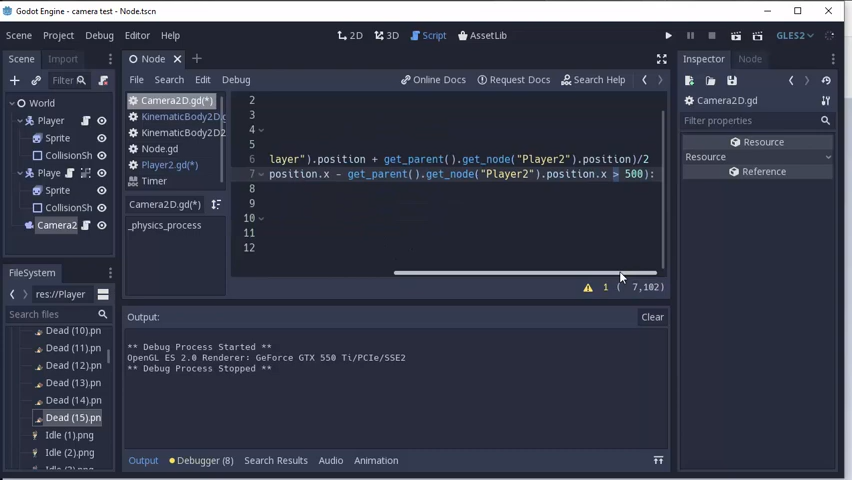 Godot Engine - camera test - Node.tscn
Scene Project Debug Editor Help
2D 3D Script AssetLib
GLES2
Scene Import
Filter
World
Player
Sprite
CollisionSh
Playe
Sprite
CollisionSh
Camera2
FileSystem
res://Player
Search files
Dead (10).pn
Dead (11).pn
Dead (12).pn
Dead (13).pn
Dead (14).pn
Dead (15).pn
Idle (1).png
Idle (2).png
Node
File Search Edit Debug
Online Docs Request Docs Search Help
Camera2D.gd(*)
KinematicBody2D
KinematicBody2D2
Node.gd
Player2.gd(*)
Timer
Camera2D.gd(*)
_physics_process
2
3
4
5
6 layer").position + get_parent().get_node("Player2").position)/2
7 position.x - get_parent().get_node("Player2").position.x > 500):
8
9
10
11
12
1 ( 7,102)
Output: Clear
** Debug Process Started **
OpenGL ES 2.0 Renderer: GeForce GTX 550 Ti/PCIe/SSE2
** Debug Process Stopped **
Output Debugger (8) Search Results Audio Animation
Inspector Node
Camera2D.gd
Filter properties
Resource
Resource
Reference